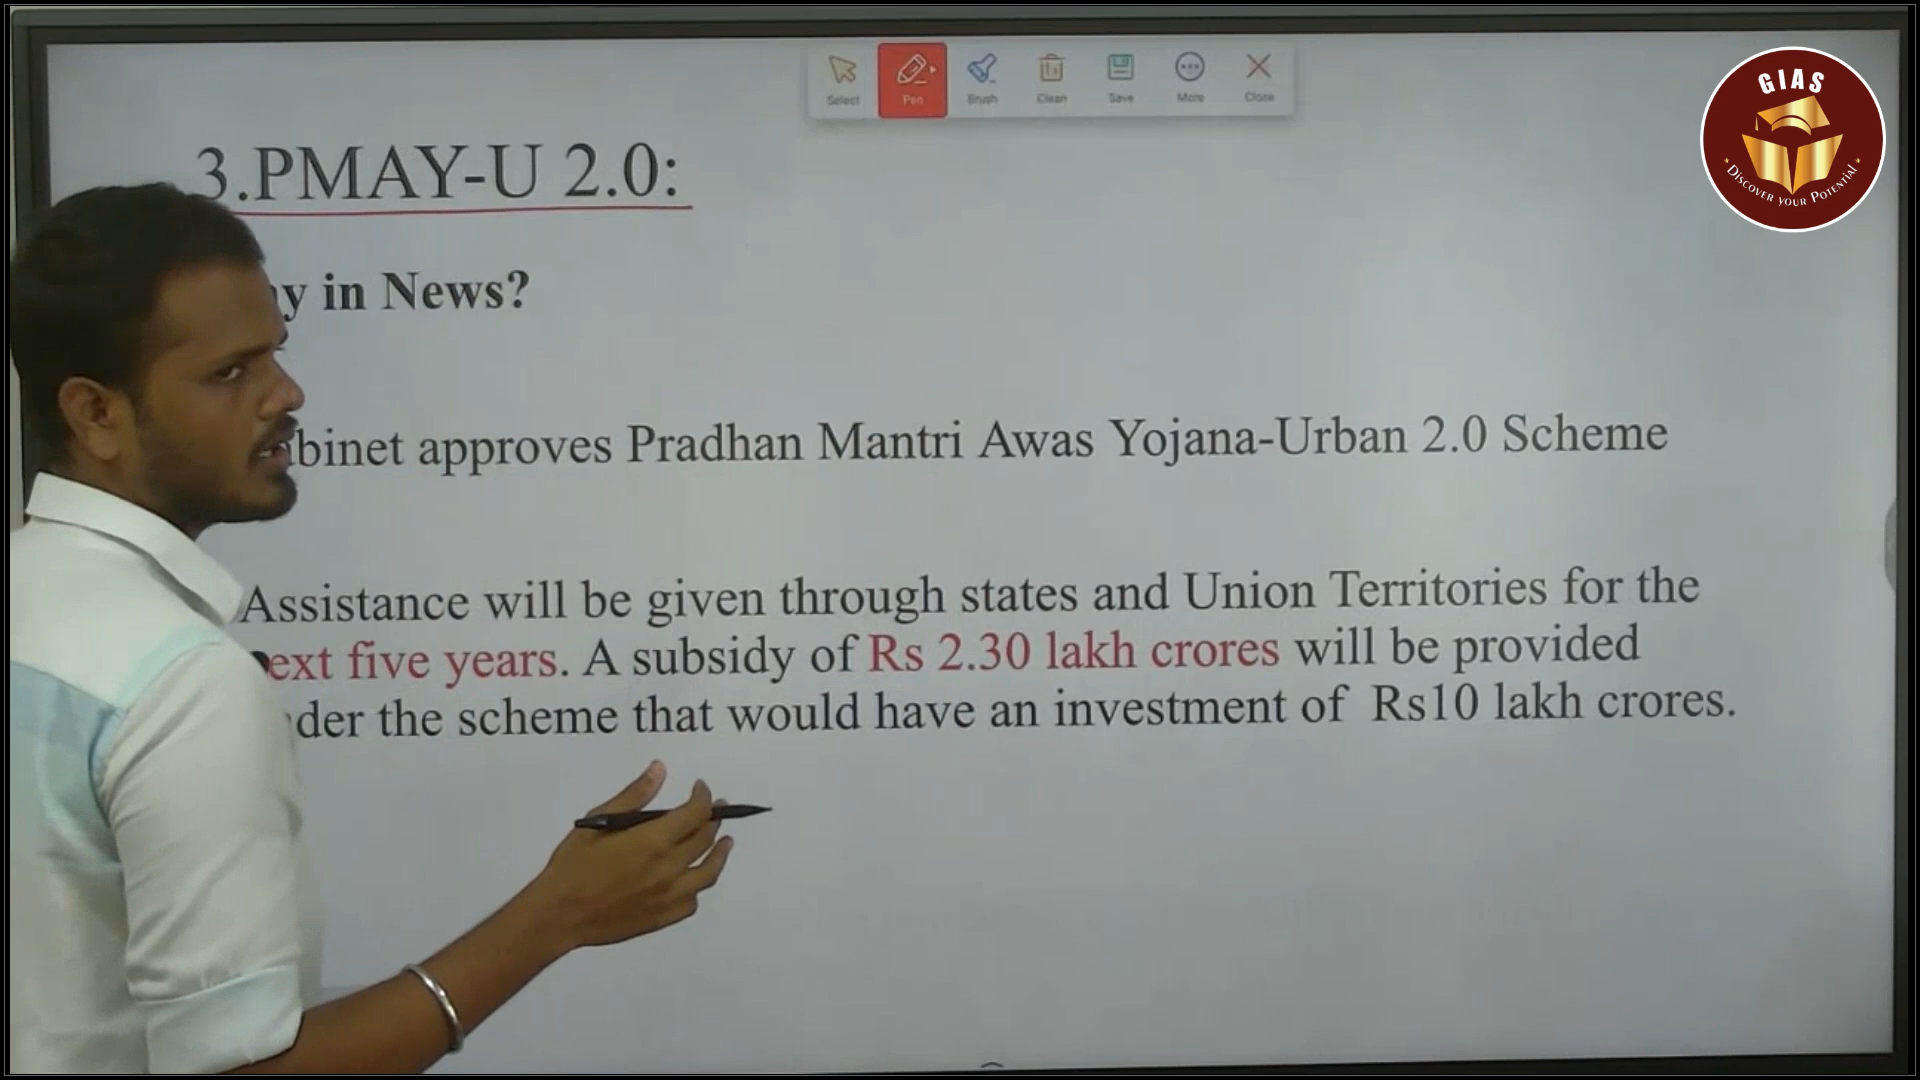 Select Pen Brush Clean Save More Close
GIAS
DISCOVER YOUR POTENTIAL
3.PMAY-U 2.0:
in News?
approves Pradhan Mantri Awas Yojana-Urban 2.0 Scheme
Assistance will be given through states and Union Territories for the
five years. A subsidy of Rs 2.30 lakh crores will be provided
the scheme that would have an investment of Rs10 lakh crores.